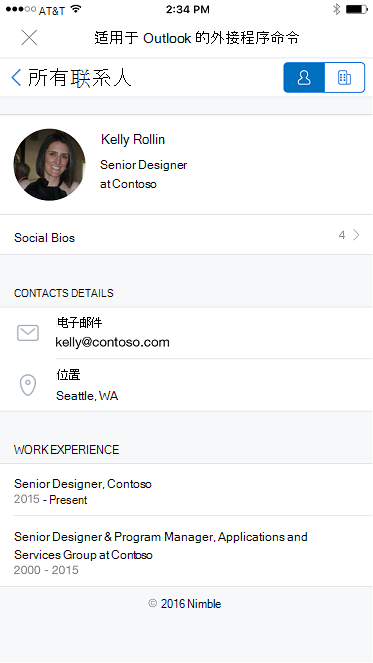 AT&T 2:34 PM
适用于 Outlook 的外接程序命令
所有联系人
Kelly Rollin
Senior Designer
at Contoso
Social Bios 4
CONTACTS DETAILS
电子邮件
kelly@contoso.com
位置
Seattle, WA
WORK EXPERIENCE
Senior Designer, Contoso
2015 - Present
Senior Designer & Program Manager, Applications and
Services Group at Contoso
2000 - 2015
© 2016 Nimble